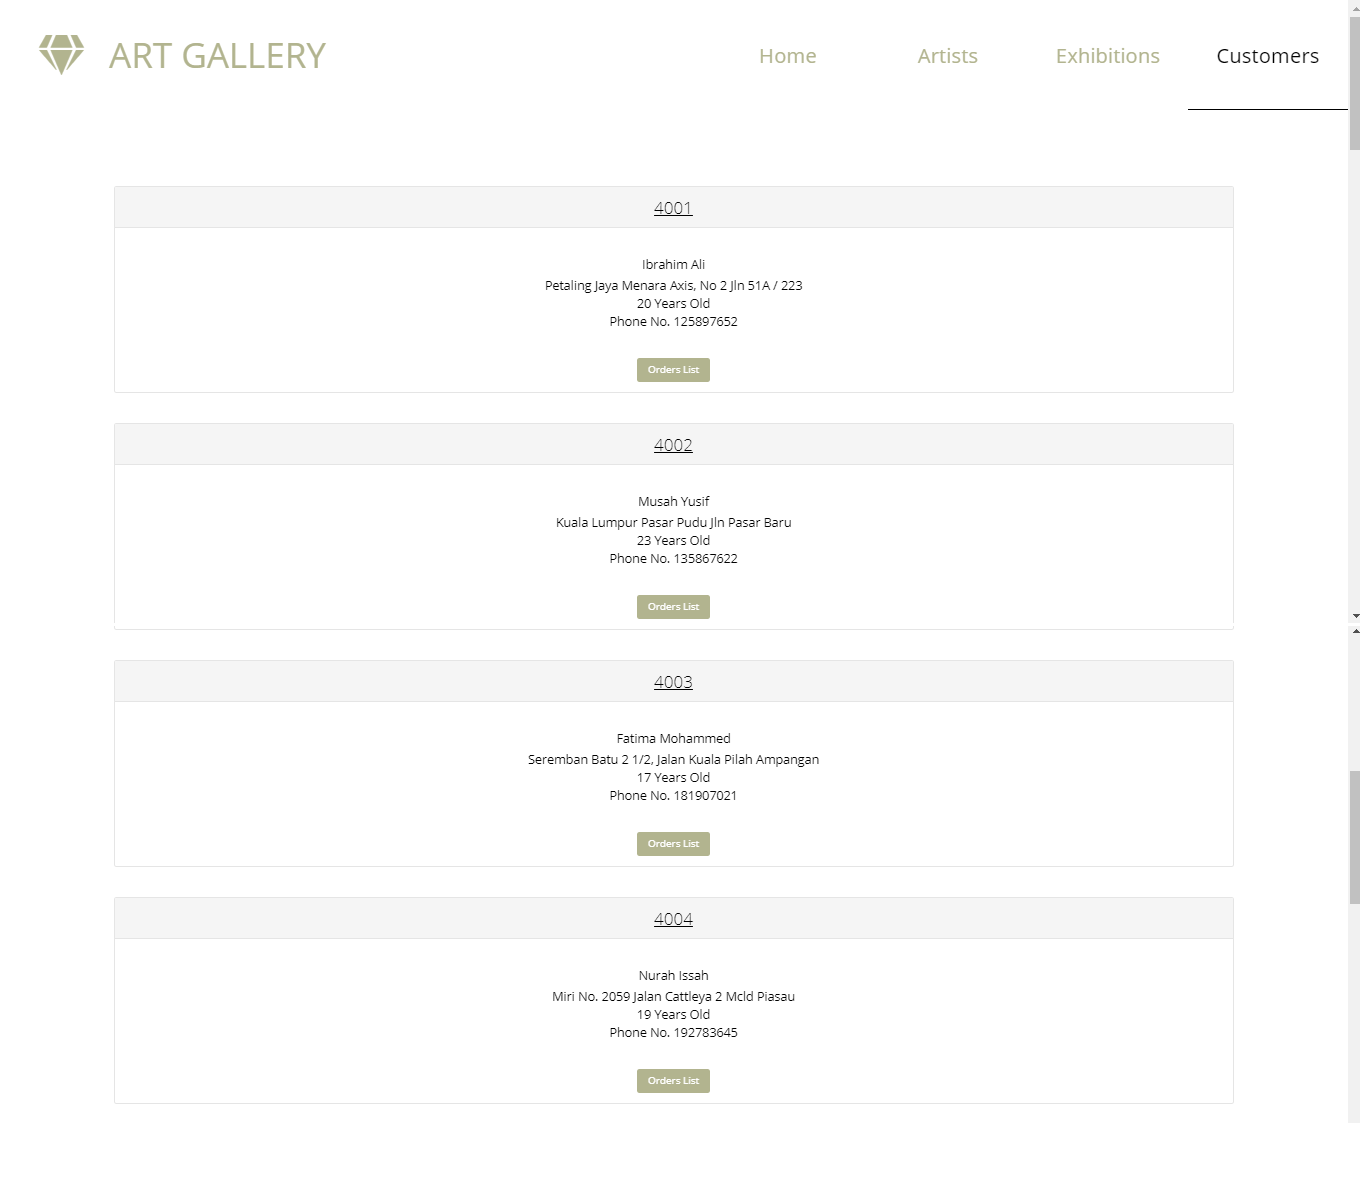 ART GALLERY
Home Artists Exhibitions Customers
4001
Ibrahim Ali
Petaling Jaya Menara Axis, No 2 Jln 51A / 223
20 Years Old
Phone No. 125897652
Orders List
4002
Musah Yusif
Kuala Lumpur Pasar Pudu Jln Pasar Baru
23 Years Old
Phone No. 135867622
Orders List
4003
Fatima Mohammed
Seremban Batu 2 1/2, Jalan Kuala Pilah Ampangan
17 Years Old
Phone No. 181907021
Orders List
4004
Nurah Issah
Miri No. 2059 Jalan Cattleya 2 Mcld Piasau
19 Years Old
Phone No. 192783645
Orders List